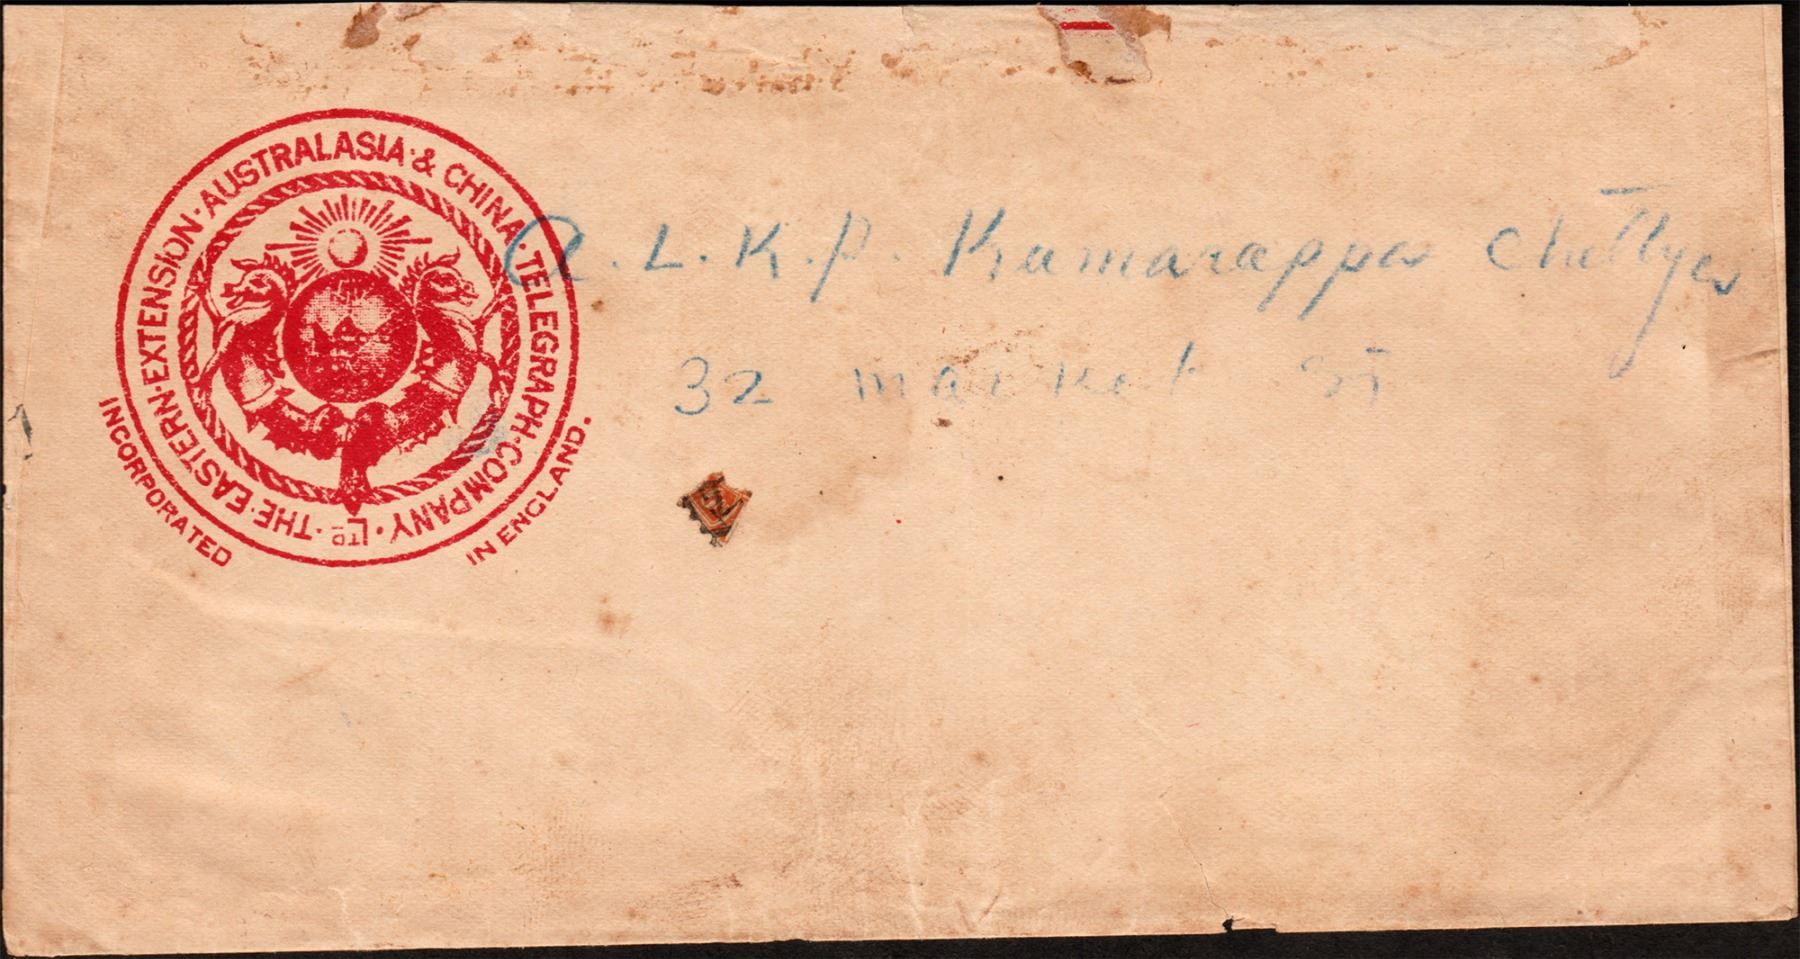 THE·EASTERN·EXTENSION·AUSTRALASIA·& CHINA·TELEGRAPH·COMPANY·LTD·
INCORPORATED IN ENGLAND.
A.L.K.P. Kumarappa Chettyar
32 market St